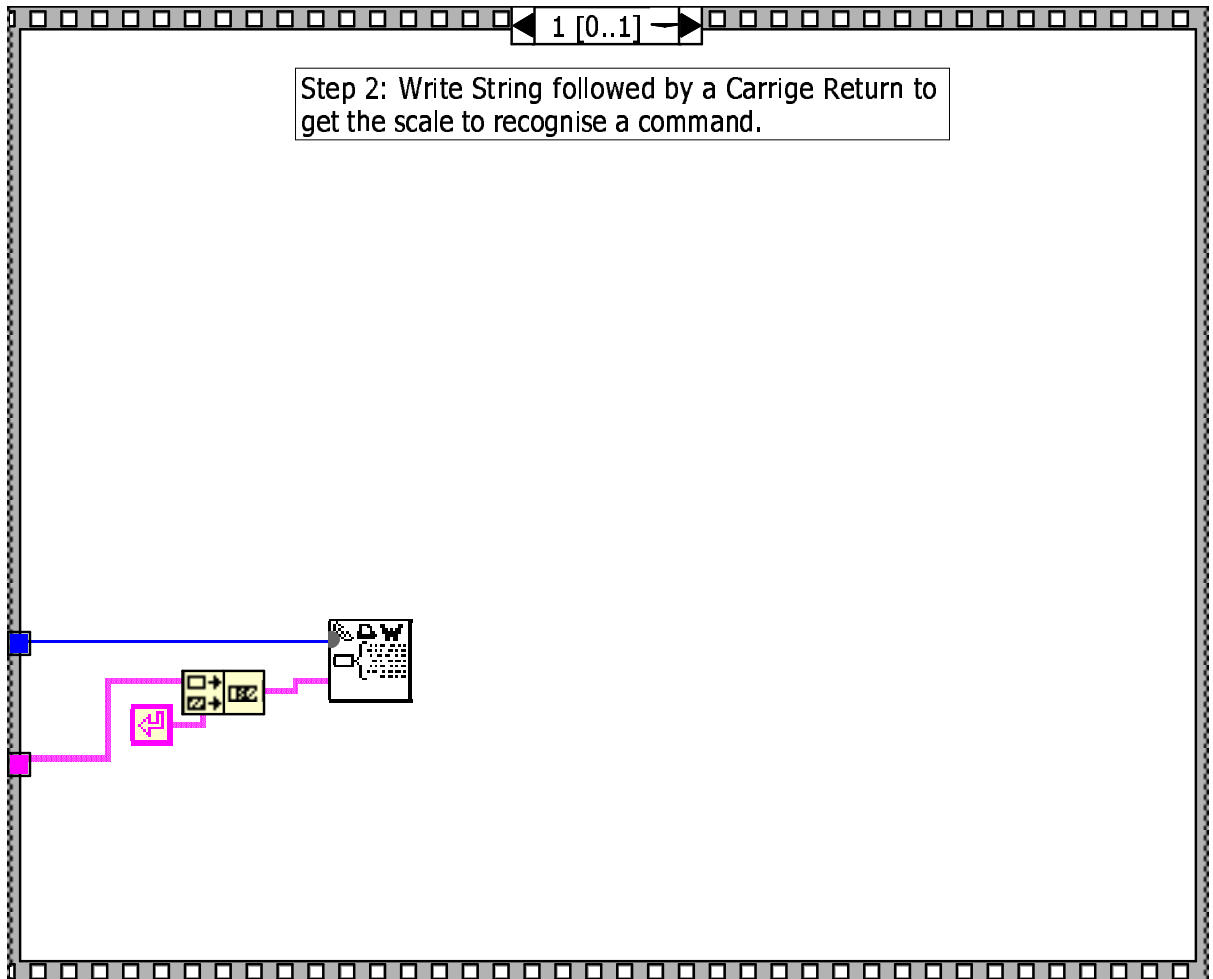 1 [0..1]
Step 2: Write String followed by a Carrige Return to
get the scale to recognise a command.
W